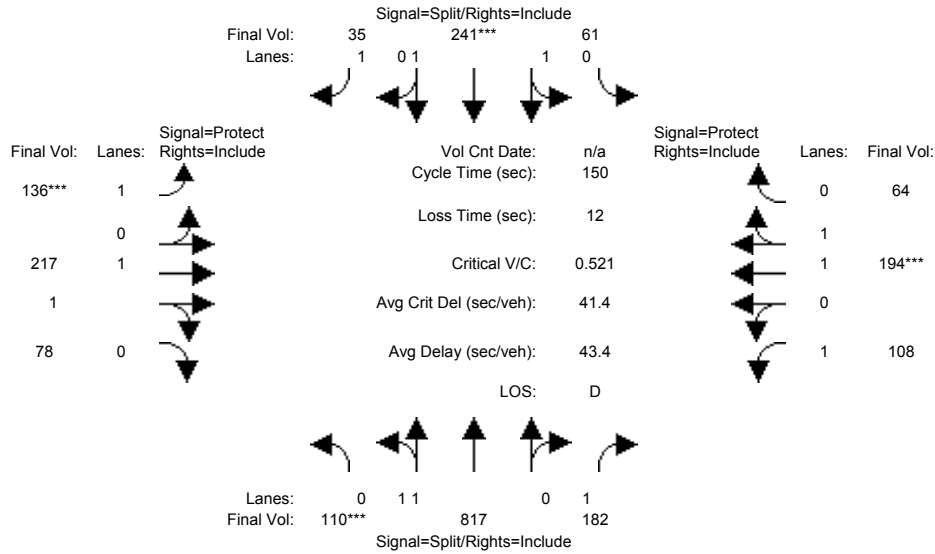 Signal=Split/Rights=Include
Final Vol: 35 241*** 61
Lanes: 1 0 1 1 0
Signal=Protect Signal=Protect
Final Vol: Lanes: Rights=Include Vol Cnt Date: n/a Rights=Include Lanes: Final Vol:
Cycle Time (sec): 150
136*** 1 0 64
Loss Time (sec): 12
0 1
217 1 Critical V/C: 0.521 1 194***
1 Avg Crit Del (sec/veh): 41.4 0
78 0 Avg Delay (sec/veh): 43.4 1 108
LOS: D
Lanes: 0 1 1 0 1
Final Vol: 110*** 817 182
Signal=Split/Rights=Include